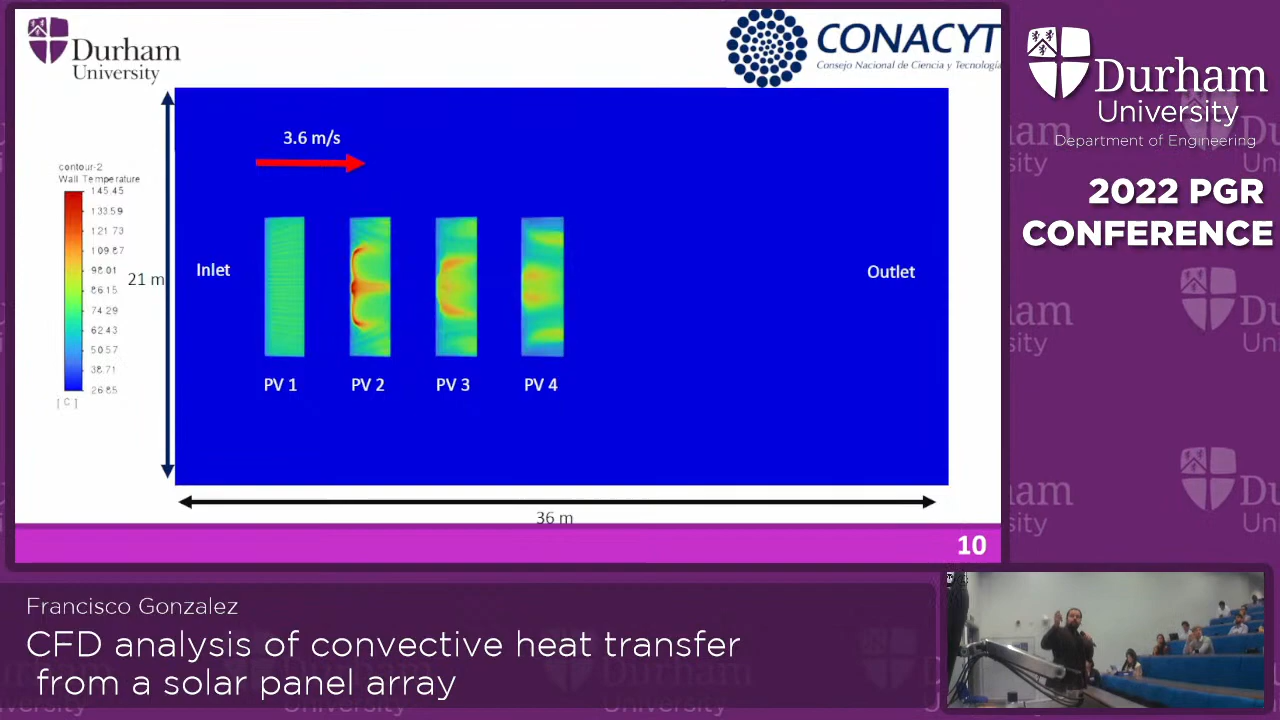 Durham
University
CONACYT
Consejo Nacional de Ciencia y Tecnología
3.6 m/s
contour-2
Wall Temperature
145.45
133.59
121.73
109.87
98.01
86.15
74.29
62.43
50.57
38.71
26.85
[ C ]
21 m
Inlet
Outlet
PV 1
PV 2
PV 3
PV 4
36 m
10
Durham
University
Department of Engineering
2022 PGR
CONFERENCE
Francisco Gonzalez
CFD analysis of convective heat transfer
from a solar panel array